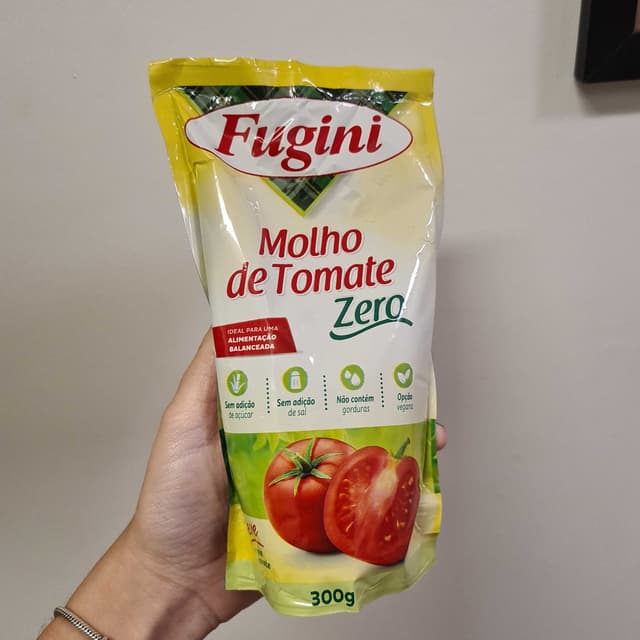 Fugini
Molho
de Tomate
Zero
IDEAL PARA UMA
ALIMENTAÇÃO
BALANCEADA
Sem adição
de açúcar
Sem adição
de sal
Não contém
gorduras
Opção
vegana
300g